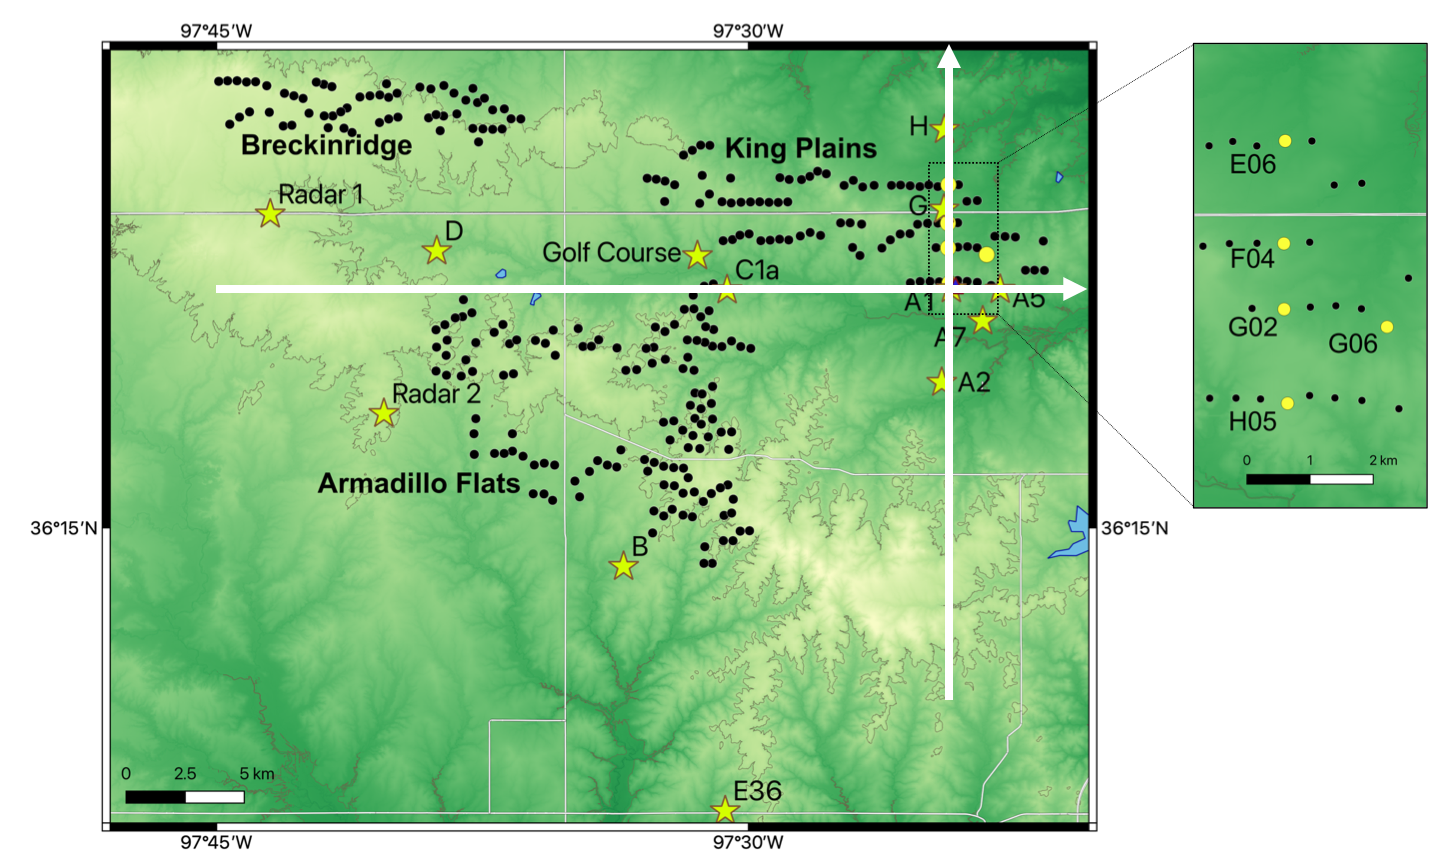 97°45'W 97°30'W
H
King Plains
Breckinridge
E06
Radar 1
G
D
Golf Course
F04
C1a
A1 A5
G02
G06
A7
A2
Radar 2
H05
0 1 2 km
Armadillo Flats
36°15'N 36°15'N
B
0 2.5 5 km
E36
97°45'W 97°30'W